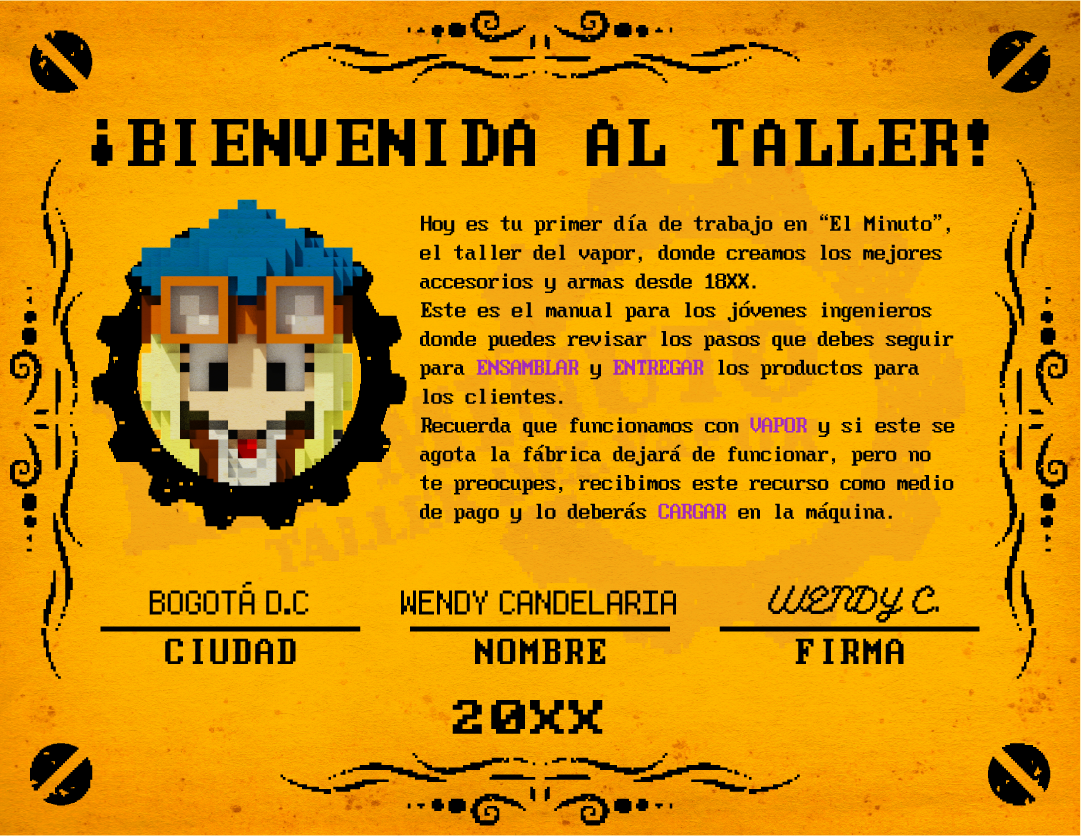 ¡BIENVENIDA AL TALLER!
Hoy es tu primer día de trabajo en “El Minuto”,
el taller del vapor, donde creamos los mejores
accesorios y armas desde 18XX.
Este es el manual para los jóvenes ingenieros
donde puedes revisar los pasos que debes seguir
para ENSAMBLAR y ENTREGAR los productos para
los clientes.
Recuerda que funcionamos con VAPOR y si este se
agota la fábrica dejará de funcionar, pero no
te preocupes, recibimos este recurso como medio
de pago y lo deberás CARGAR en la máquina.
BOGOTÁ D.C
WENDY CANDELARIA
WENDY C.
CIUDAD
NOMBRE
FIRMA
20XX